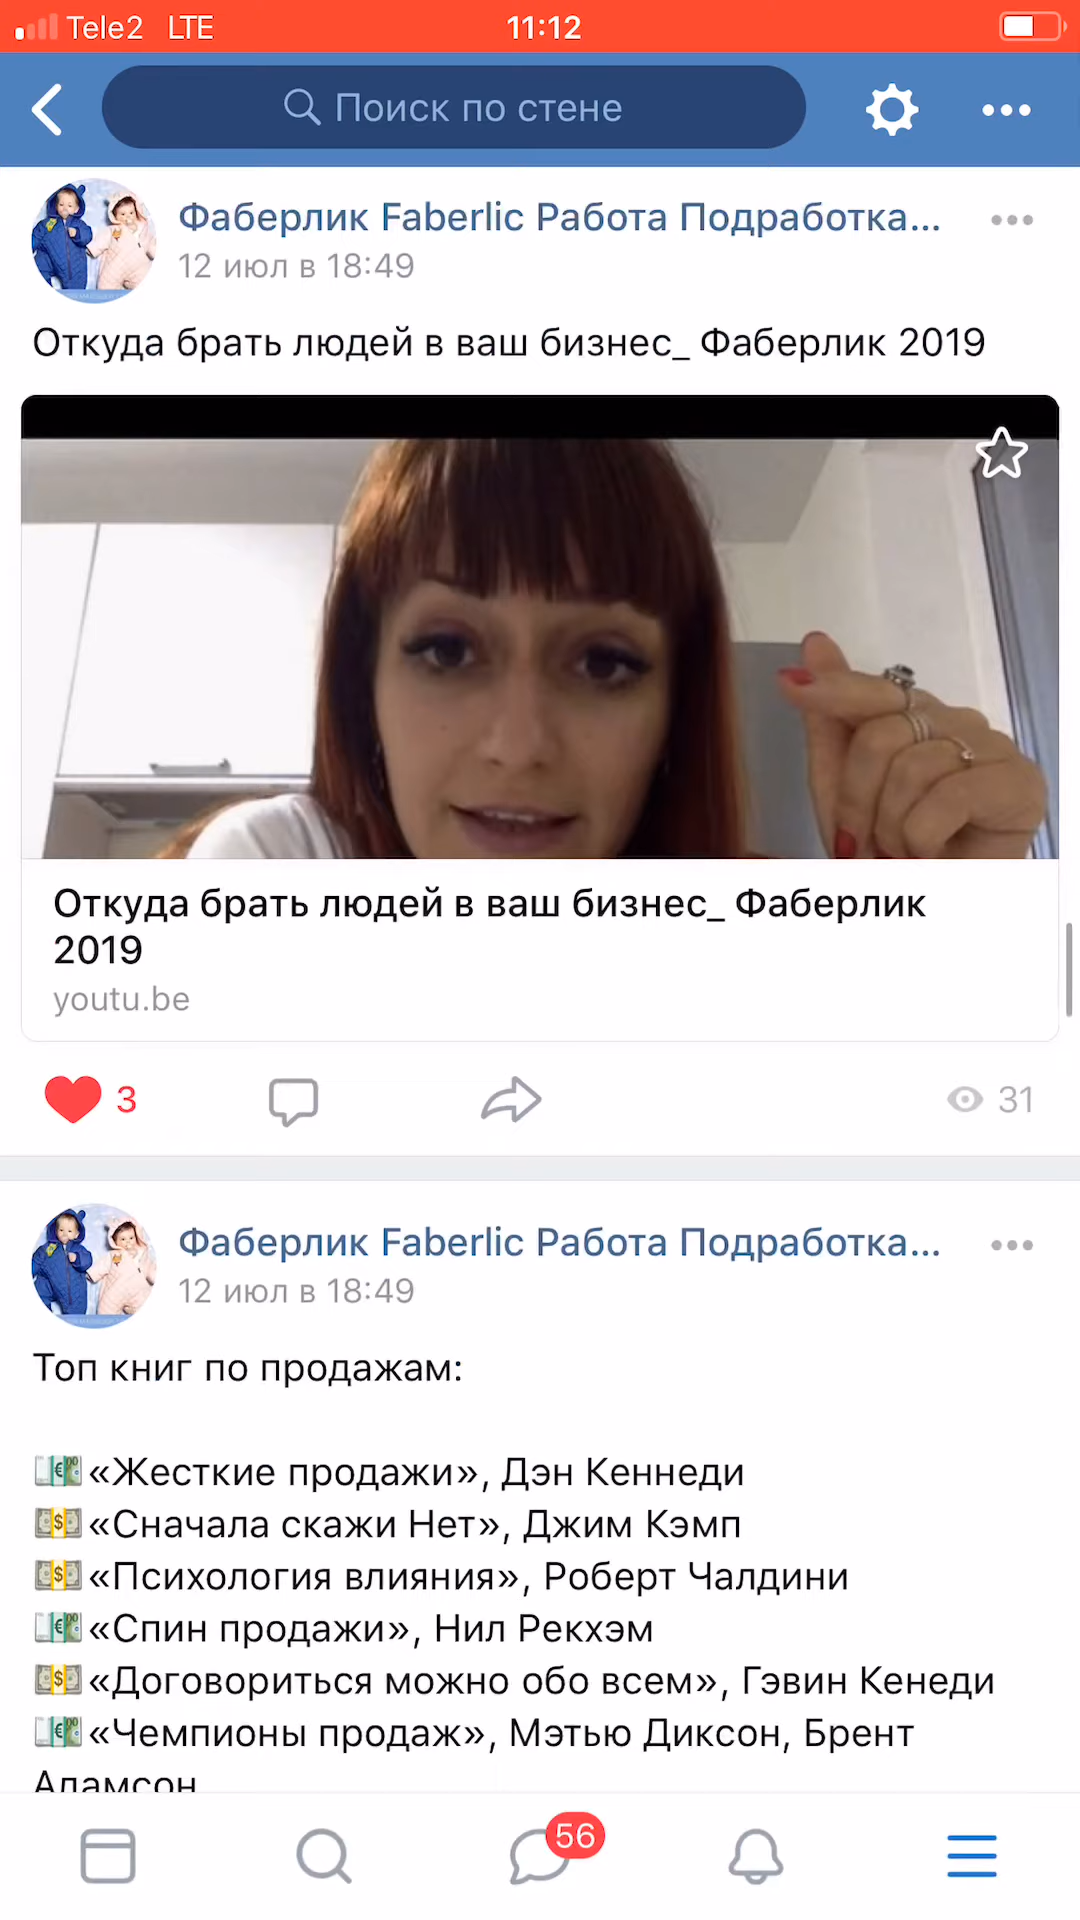 Tele2 LTE 11:12
Поиск по стене
Фаберлик Faberlic Работа Подработка...
12 июл в 18:49
Откуда брать людей в ваш бизнес_ Фаберлик 2019
Откуда брать людей в ваш бизнес_ Фаберлик
2019
youtu.be
3
31
Фаберлик Faberlic Работа Подработка...
12 июл в 18:49
Топ книг по продажам:
«Жесткие продажи», Дэн Кеннеди
«Сначала скажи Нет», Джим Кэмп
«Психология влияния», Роберт Чалдини
«Спин продажи», Нил Рекхэм
«Договориться можно обо всем», Гэвин Кенеди
«Чемпионы продаж», Мэтью Диксон, Брент
Адамсон
56